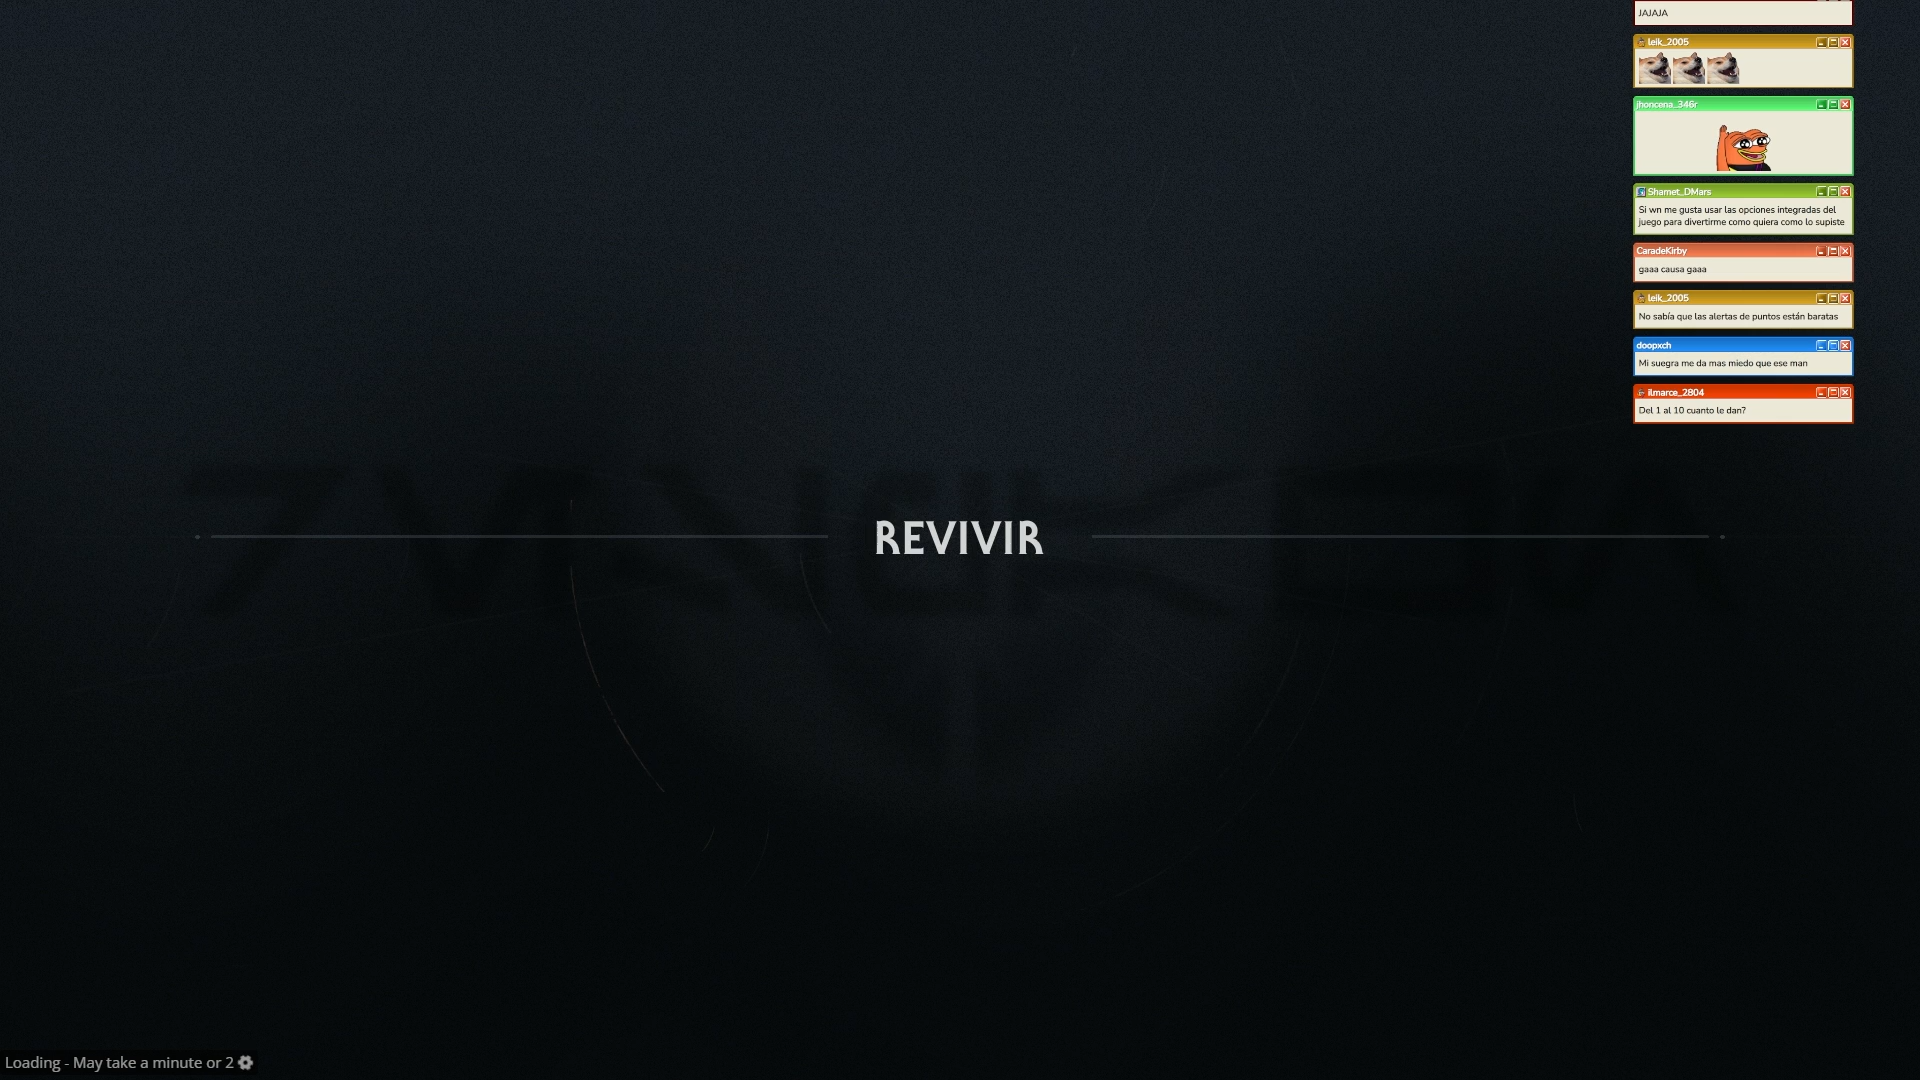 JAJAJA
leik_2005
jhoncena_346r
Shamet_DMars
Si wn me gusta usar las opciones integradas del
juego para divertirme como quiera como lo supiste
CaradeKirby
gaaa causa gaaa
leik_2005
No sabía que las alertas de puntos están baratas
doopxch
Mi suegra me da mas miedo que ese man
ilmarce_2804
Del 1 al 10 cuanto le dan?
REVIVIR
Loading - May take a minute or 2